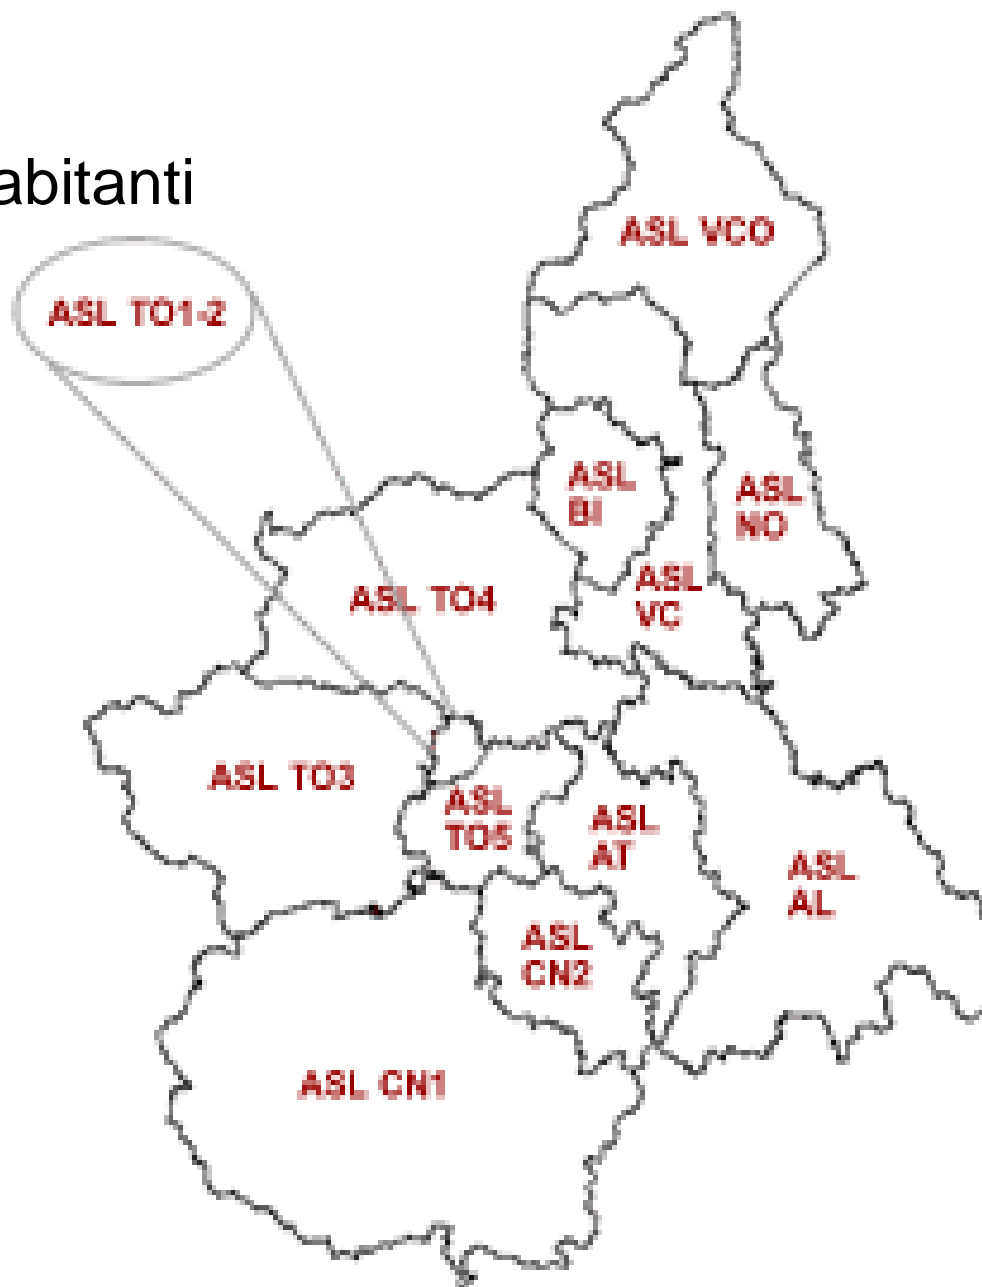 abitanti
ASL VCO
ASL TO1-2
ASL
BI
ASL
NO
ASL TO4
ASL
VC
ASL TO3
ASL
TO5
ASL
AT
ASL
AL
ASL
CN2
ASL CN1